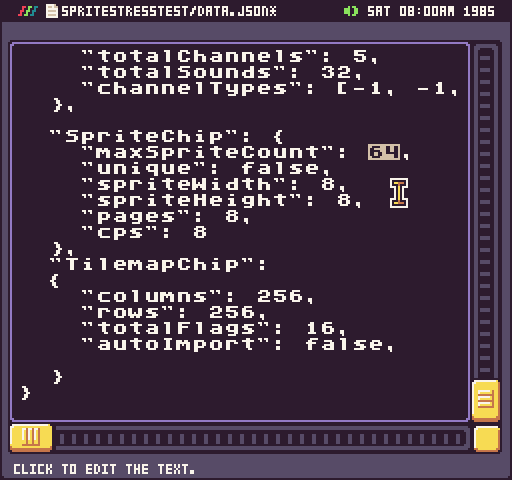 SPRITESTRESSTEST/DATA.JSON* SAT 08:00AM 1985
"totalChannels": 5,
"totalSounds": 32,
"channelTypes": [-1, -1,
},
"SpriteChip": {
"maxSpriteCount": 64,
"unique": false,
"spriteWidth": 8,
"spriteHeight": 8,
"pages": 8,
"cps": 8
},
"TilemapChip":
{
"columns": 256,
"rows": 256,
"totalFlags": 16,
"autoImport": false,
}
}
CLICK TO EDIT THE TEXT.